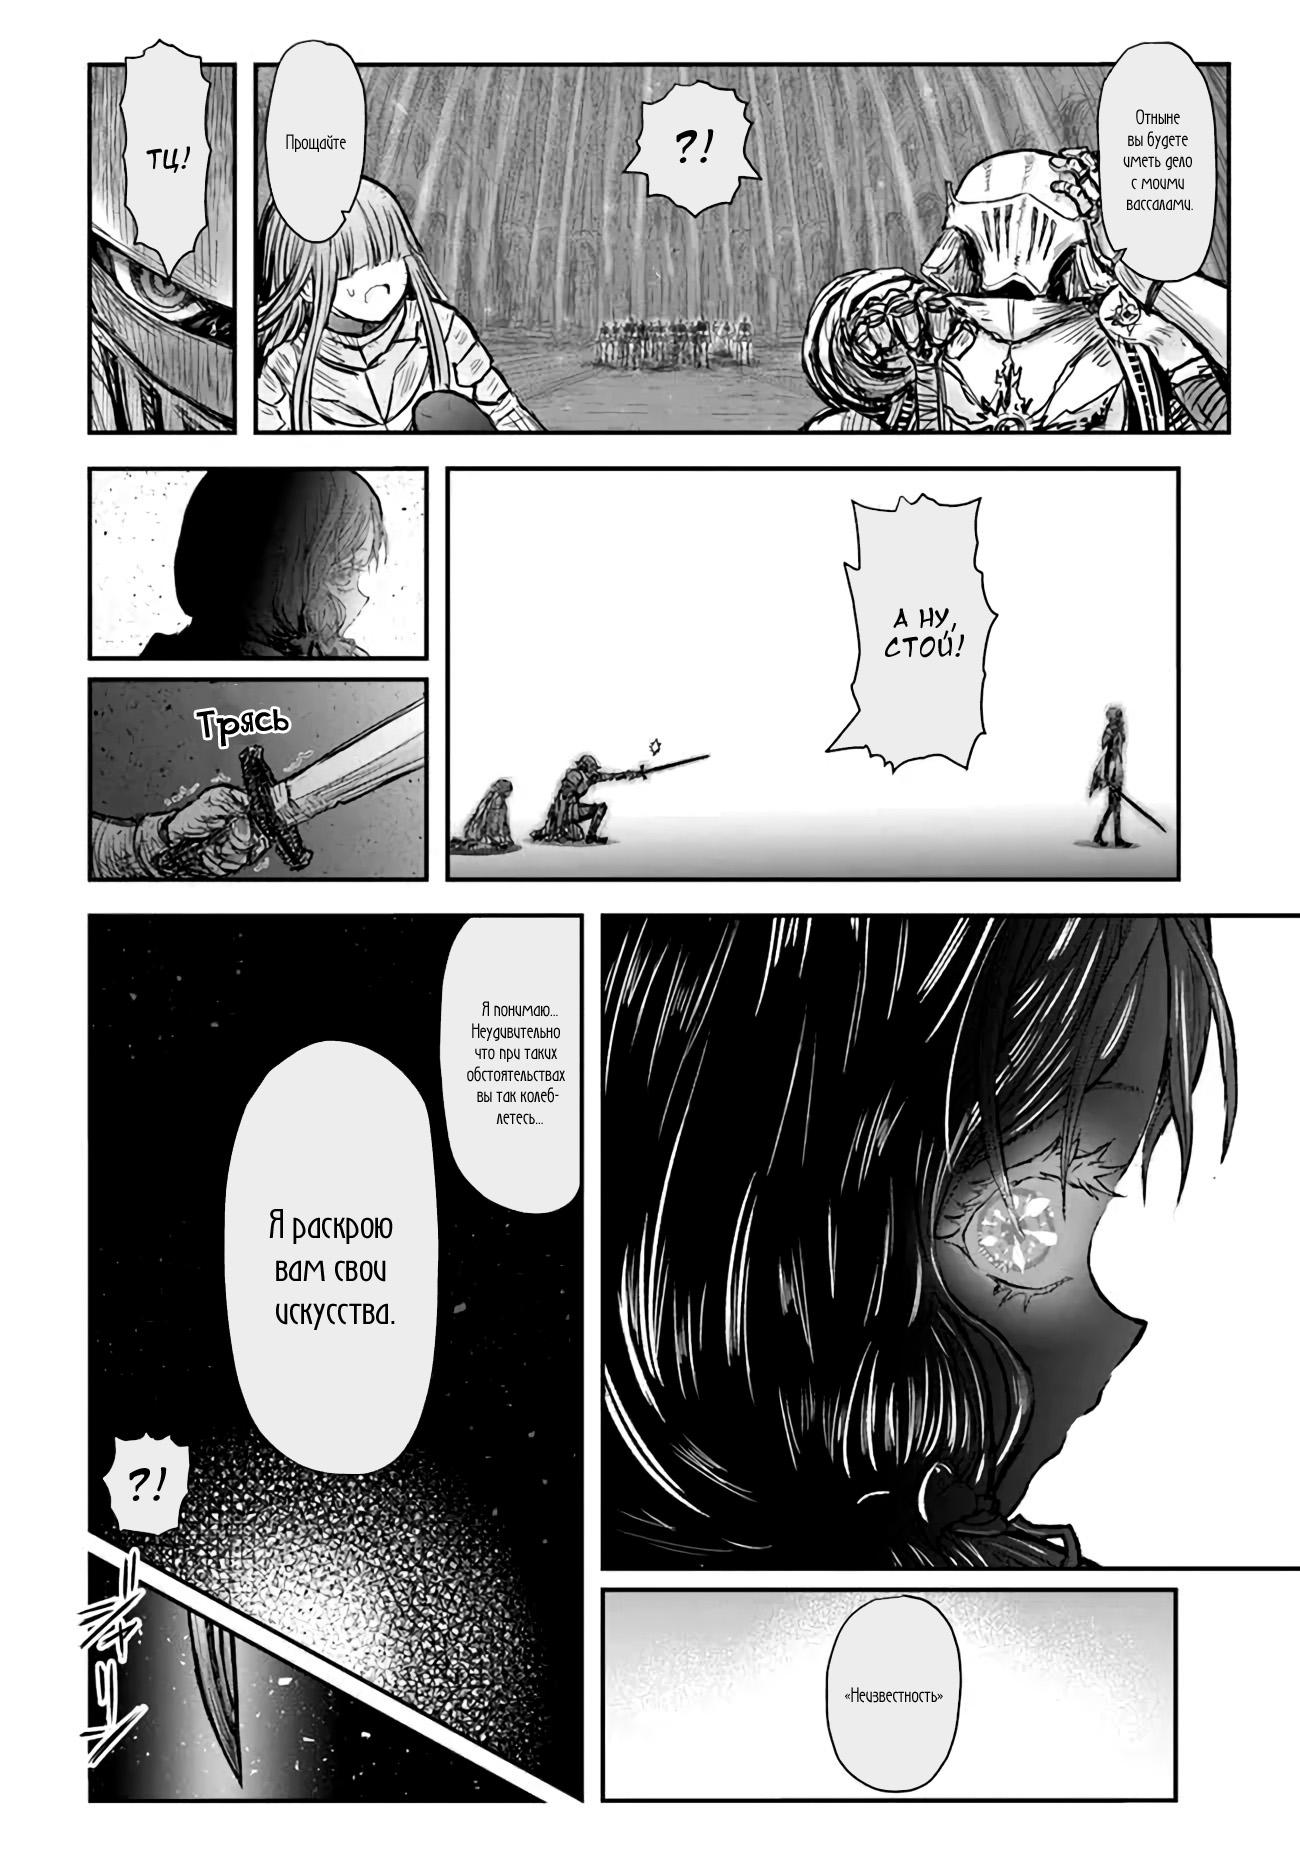 Отныне
вы будете
иметь дело
с моими
вассалами.
?!
Прощайте
ТЦ!
А НУ,
СТОЙ!
Трясь
Я понимаю...
Неудивительно
что при таких
обстоятельствах
вы так колеб-
летесь...
Я раскрою
вам свои
искусства.
«Неизвестность»
?!